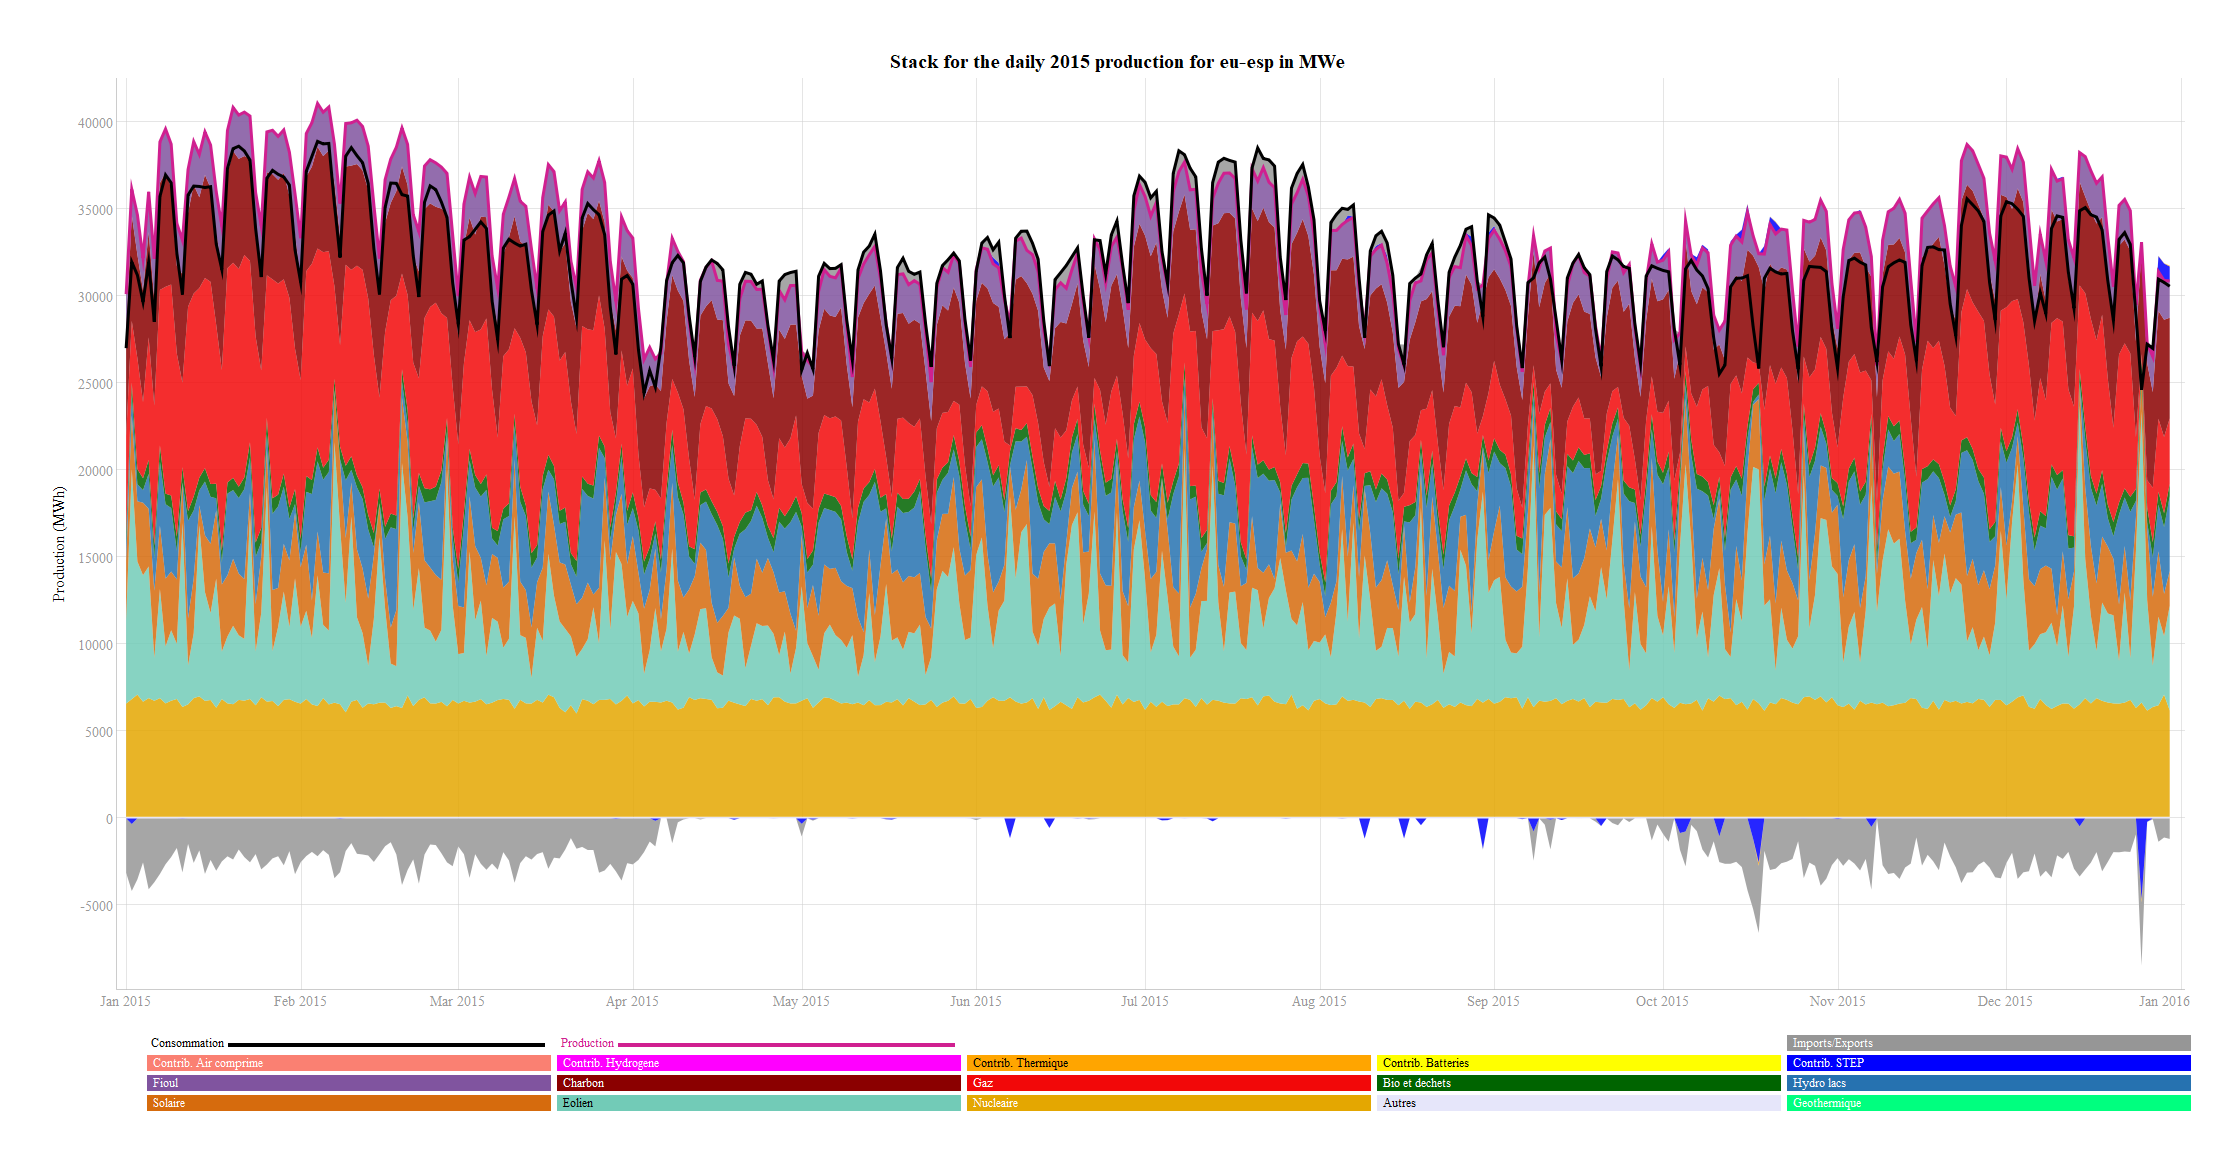 Stack for the daily 2015 production for eu-esp in MWe
Production (MWh)
40000
35000
30000
25000
20000
15000
10000
5000
0
-5000
Jan 2015 Feb 2015 Mar 2015 Apr 2015 May 2015 Jun 2015 Jul 2015 Aug 2015 Sep 2015 Oct 2015 Nov 2015 Dec 2015 Jan 2016
Consommation Production Imports/Exports
Contrib. Air comprime Contrib. Hydrogene Contrib. Thermique Contrib. Batteries Contrib. STEP
Fioul Charbon Gaz Bio et dechets Hydro lacs
Solaire Eolien Nucleaire Autres Geothermique